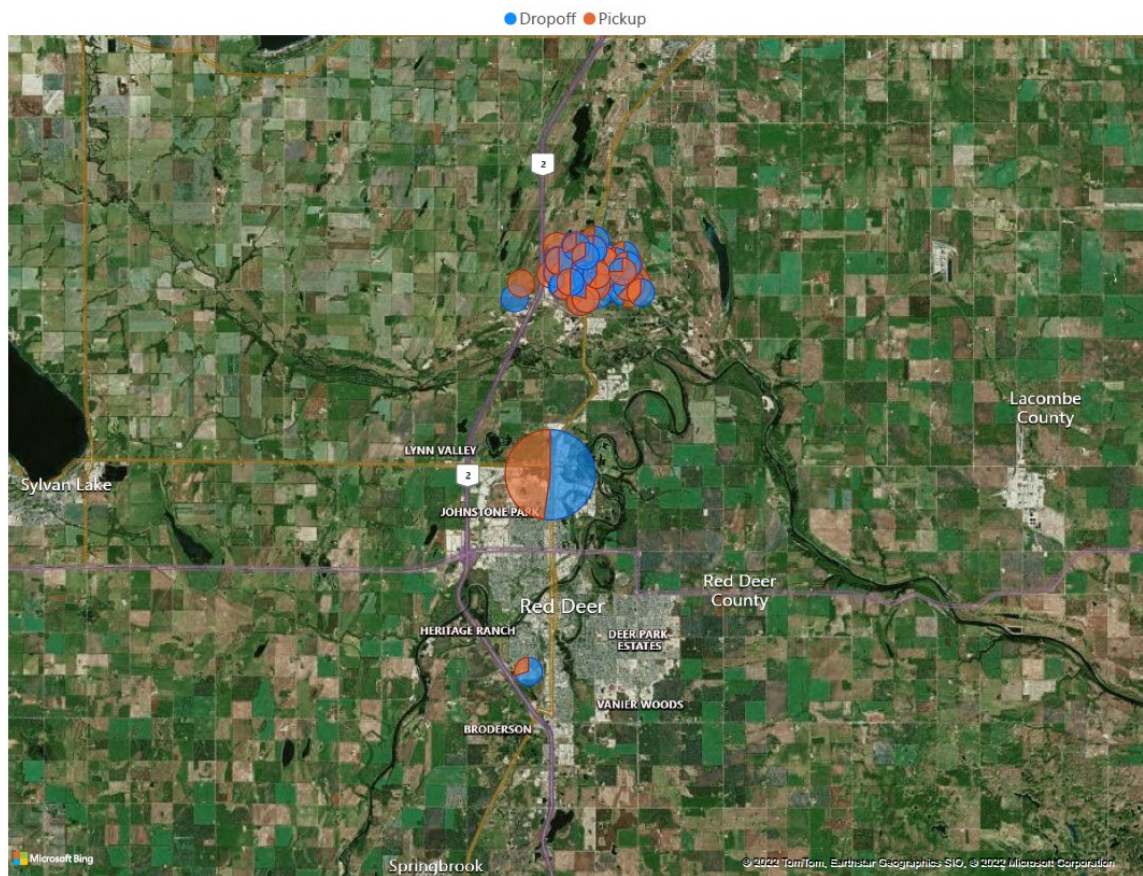 Dropoff Pickup
2
LYNN VALLEY
2
Sylvan Lake
JOHNSTONE PARK
Lacombe
County
Red Deer
County
Red Deer
HERITAGE RANCH
DEER PARK
ESTATES
VANIER WOODS
BRODERSON
Microsoft Bing
Springbrook
© 2022 TomTom, Earthstar Geographics SIO, © 2022 Microsoft Corporation